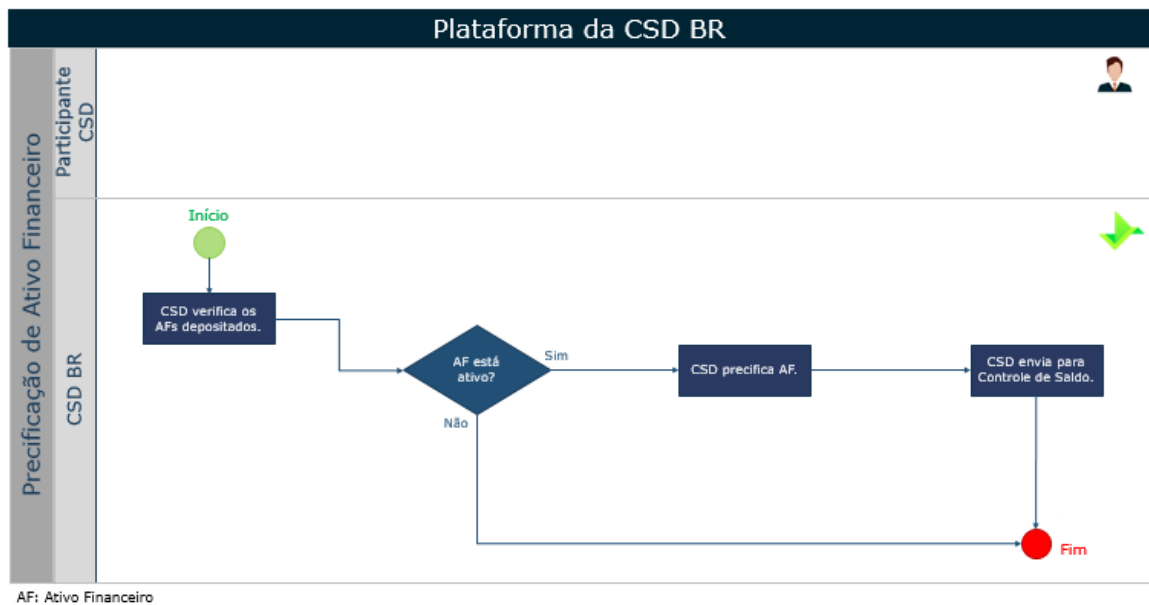 Plataforma da CSD BR
Precificação de Ativo Financeiro
Participante
CSD
CSD BR
Início
CSD verifica os
AFs depositados.
AF está
ativo?
Sim
Não
CSD precifica AF.
CSD envia para
Controle de Saldo.
Fim
AF: Ativo Financeiro